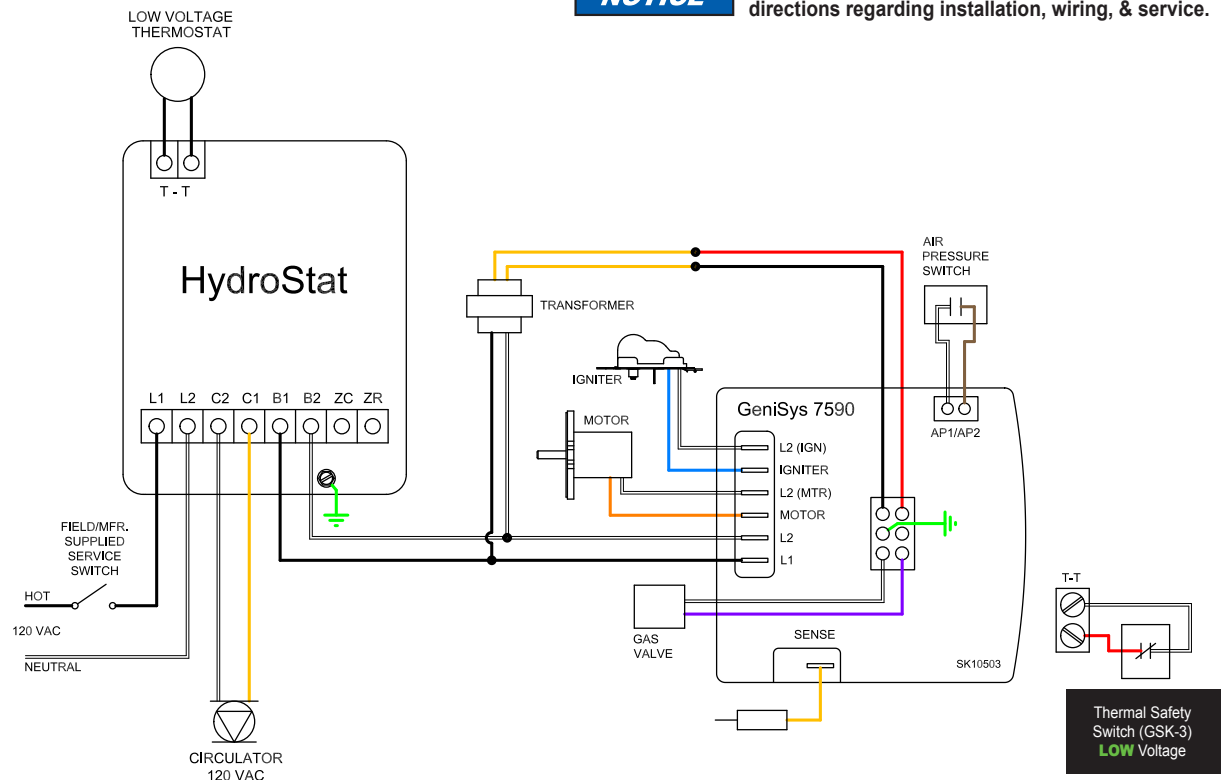 NOTICE
directions regarding installation, wiring, & service.
LOW VOLTAGE
THERMOSTAT
T - T
HydroStat
L1 L2 C2 C1 B1 B2 ZC ZR
FIELD/MFR.
SUPPLIED
SERVICE
SWITCH
HOT
120 VAC
NEUTRAL
CIRCULATOR
120 VAC
TRANSFORMER
IGNITER
MOTOR
GAS
VALVE
AIR
PRESSURE
SWITCH
GeniSys 7590
AP1/AP2
L2 (IGN)
IGNITER
L2 (MTR)
MOTOR
L2
L1
SENSE
SK10503
T-T
Thermal Safety
Switch (GSK-3)
LOW Voltage